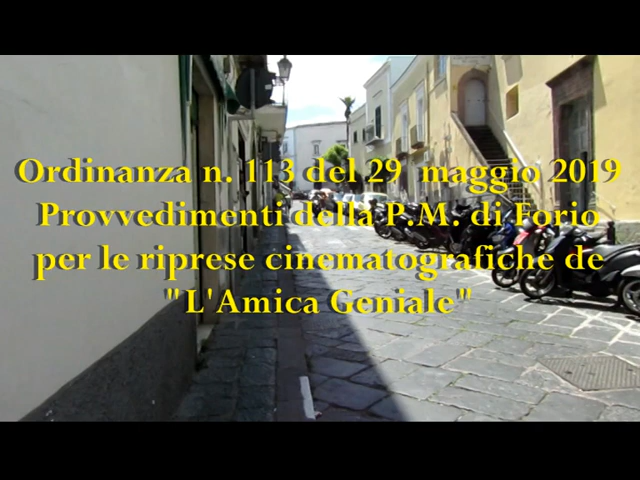 Ordinanza n. 113 del 29 maggio 2019
Provvedimenti della P.M. di Forio
per le riprese cinematografiche de
"L'Amica Geniale"